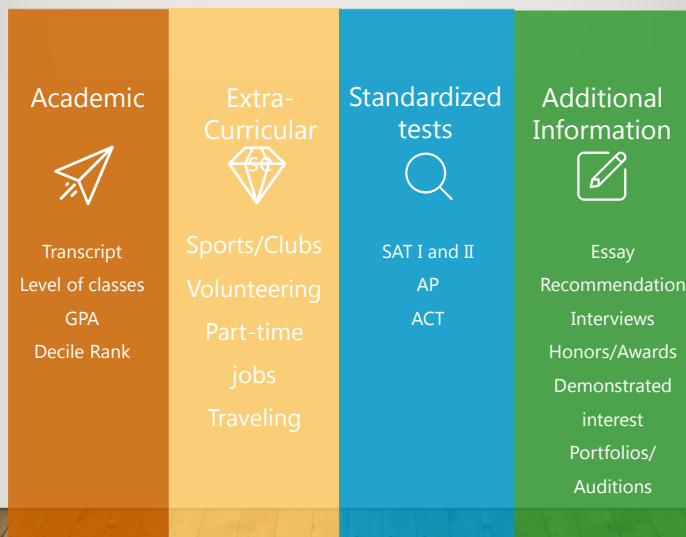 Academic
Transcript
Level of classes
GPA
Decile Rank
Extra-
Curricular
Sports/Clubs
Volunteering
Part-time
jobs
Traveling
Standardized
tests
SAT I and II
AP
ACT
Additional
Information
Essay
Recommendation
Interviews
Honors/Awards
Demonstrated
interest
Portfolios/
Auditions